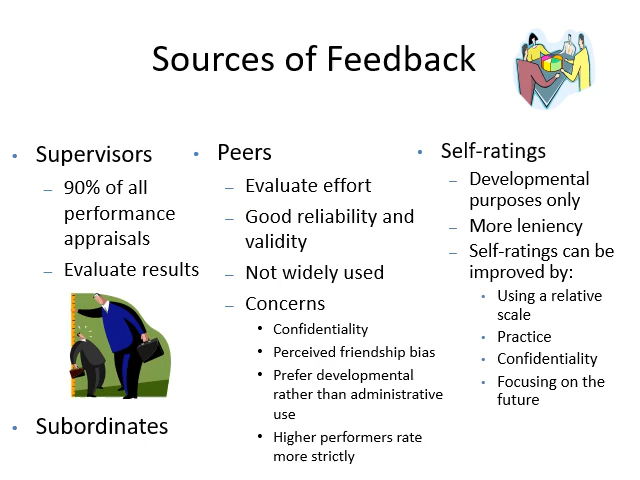 Sources of Feedback
• Supervisors
– 90% of all
performance
appraisals
– Evaluate results
• Subordinates
• Peers
– Evaluate effort
– Good reliability and
validity
– Not widely used
– Concerns
• Confidentiality
• Perceived friendship bias
• Prefer developmental
rather than administrative
use
• Higher performers rate
more strictly
• Self-ratings
– Developmental
purposes only
– More leniency
– Self-ratings can be
improved by:
• Using a relative
scale
• Practice
• Confidentiality
• Focusing on the
future